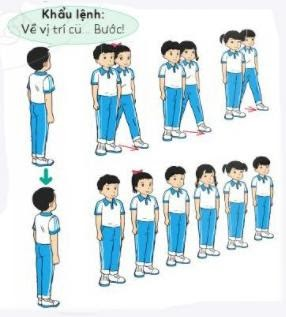 Khẩu lệnh:
Về vị trí cũ... Bước!